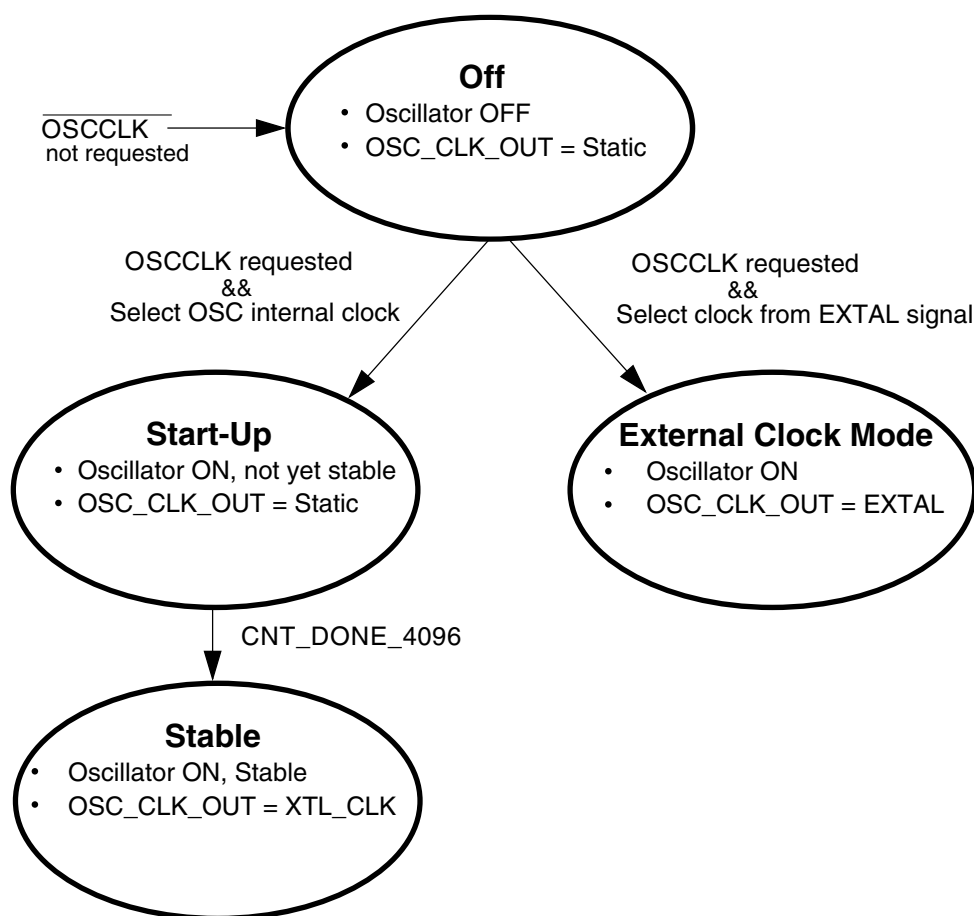 Off
• Oscillator OFF
• OSC_CLK_OUT = Static
OSCCLK
not requested
OSCCLK requested
&&
Select OSC internal clock
OSCCLK requested
&&
Select clock from EXTAL signal
Start-Up
• Oscillator ON, not yet stable
• OSC_CLK_OUT = Static
External Clock Mode
• Oscillator ON
• OSC_CLK_OUT = EXTAL
CNT_DONE_4096
Stable
• Oscillator ON, Stable
• OSC_CLK_OUT = XTL_CLK